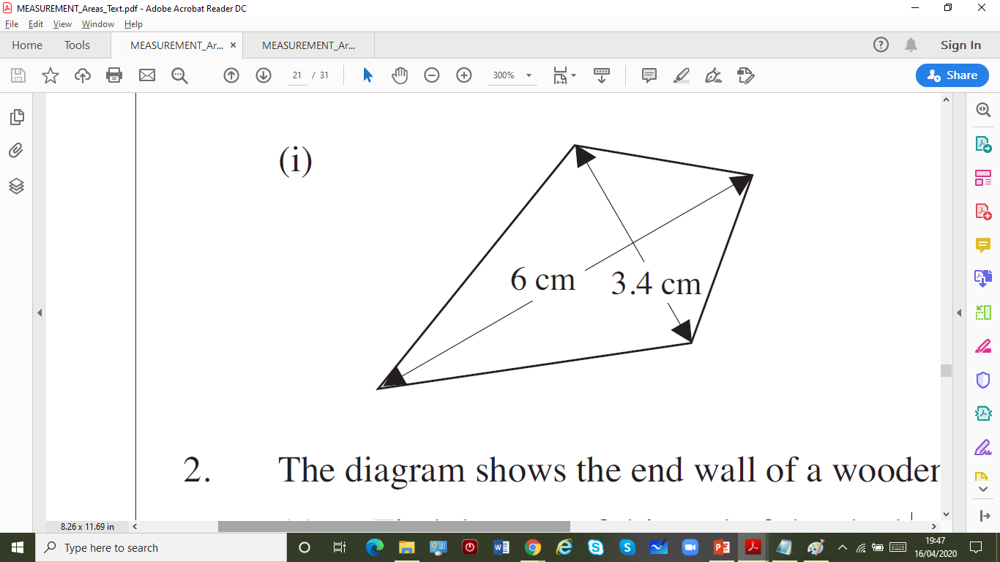 MEASUREMENT_Areas_Text.pdf - Adobe Acrobat Reader DC
File Edit View Window Help
Home Tools MEASUREMENT_Ar... × MEASUREMENT_Ar... Sign In
21 / 31 300% Share
(i)
6 cm 3.4 cm
2. The diagram shows the end wall of a wooden
8.26 x 11.69 in
Type here to search
19:47
16/04/2020